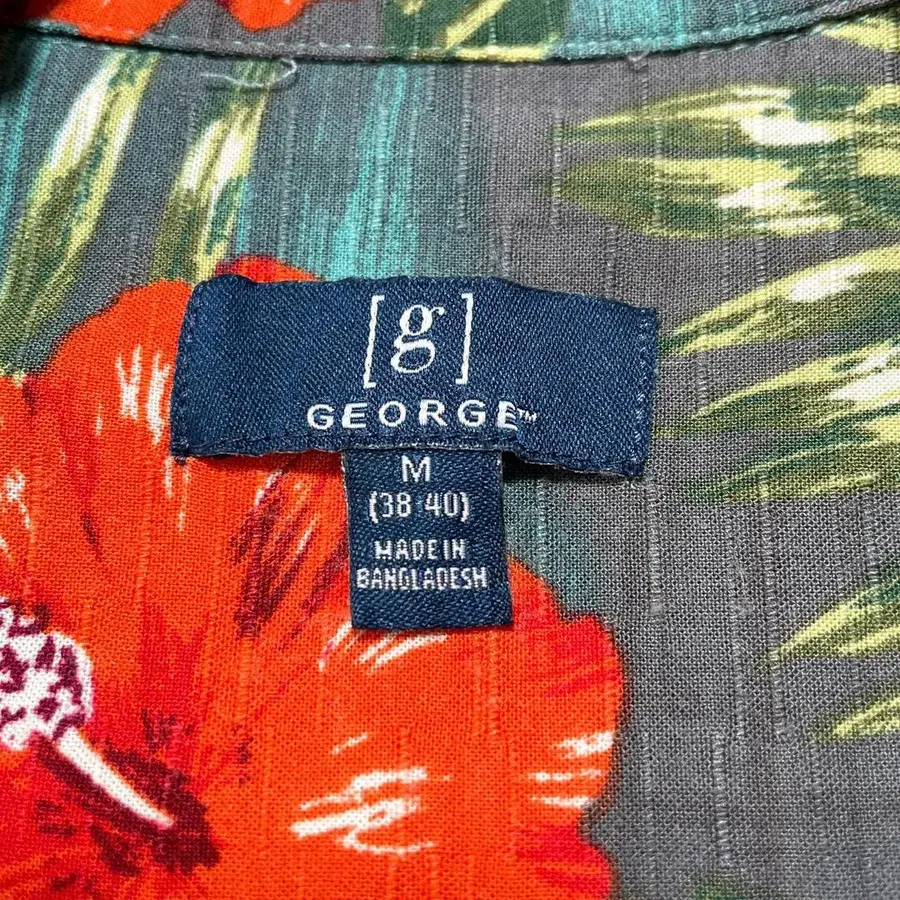 [g]
GEORGE™
M
(38-40)
MADE IN
BANGLADESH